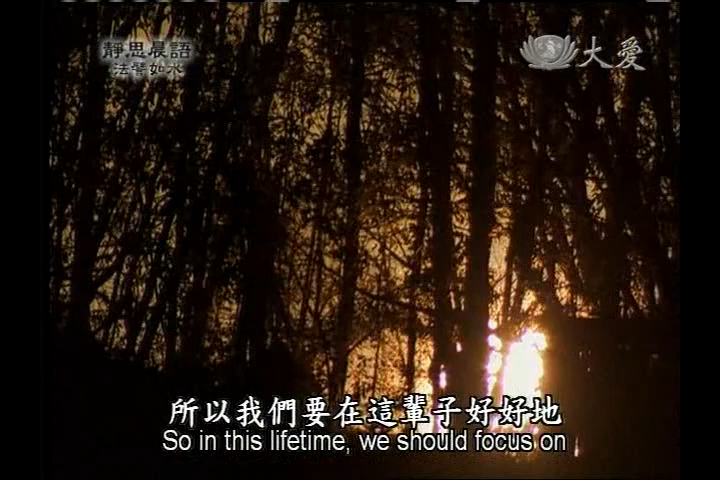 靜思晨語
法譬如水
大愛
所以我們要在這輩子好好地
So in this lifetime, we should focus on